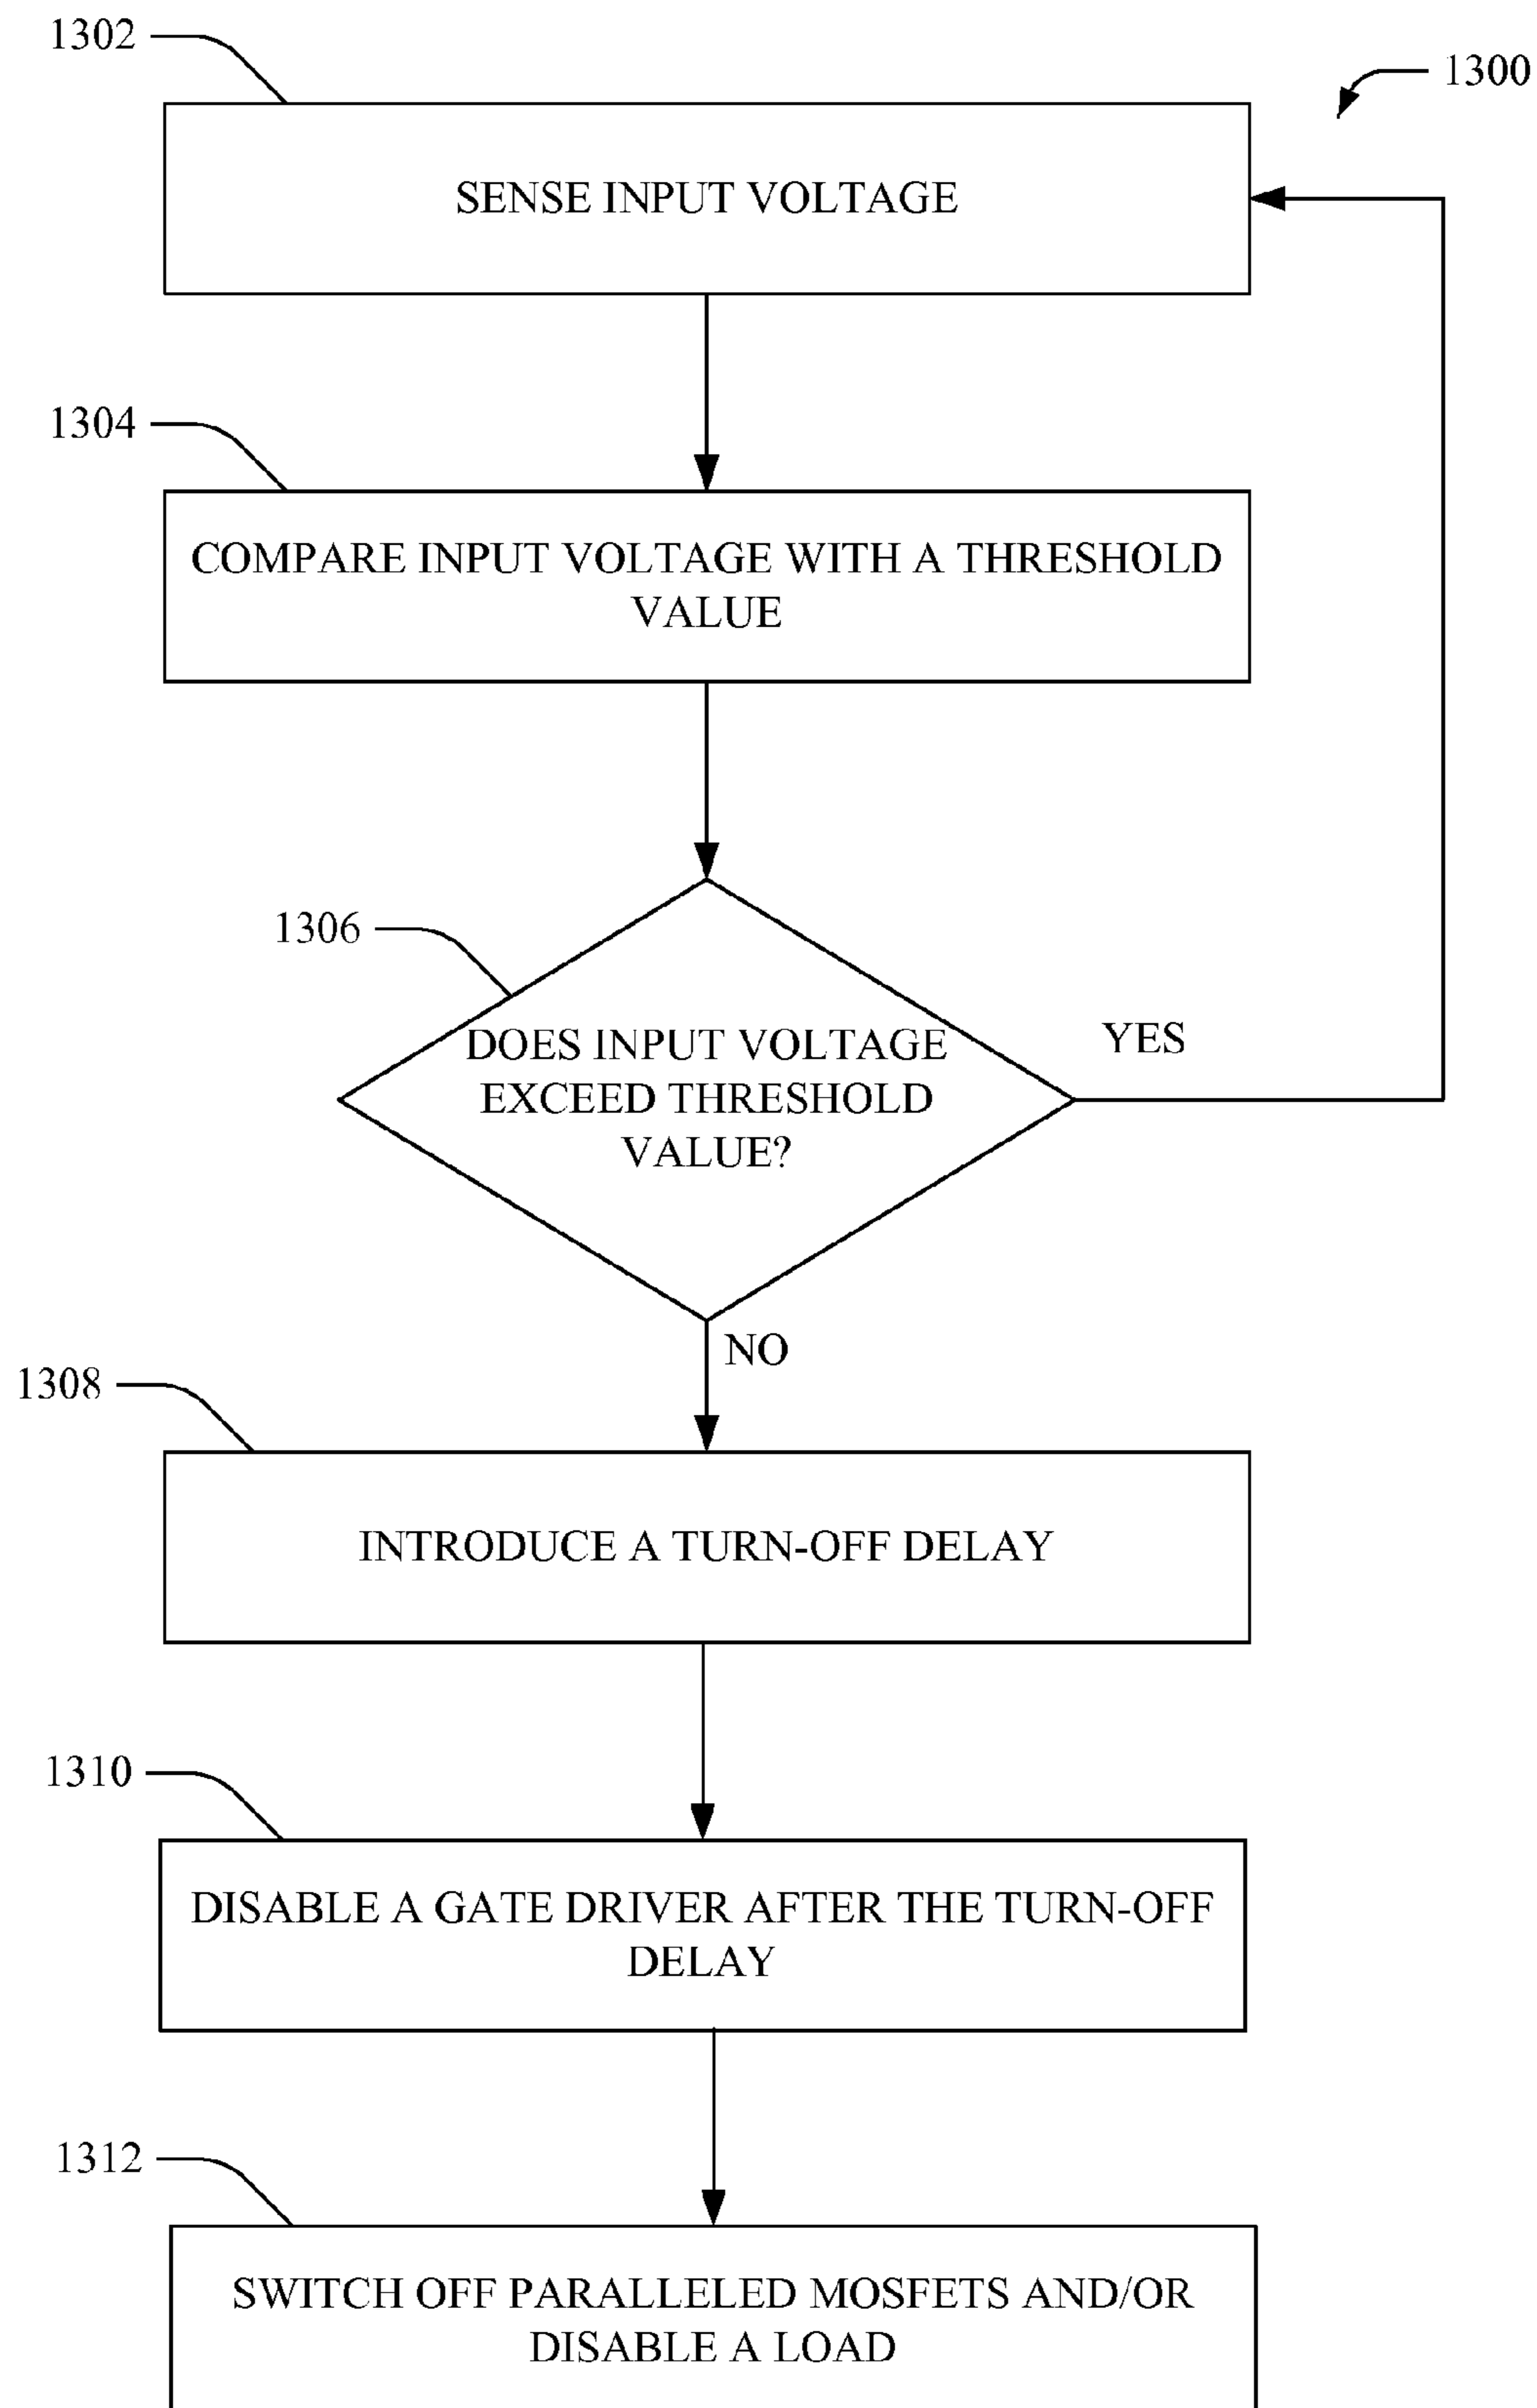 1302
1300
SENSE INPUT VOLTAGE
1304
COMPARE INPUT VOLTAGE WITH A THRESHOLD
VALUE
1306
DOES INPUT VOLTAGE
EXCEED THRESHOLD
VALUE?
YES
NO
1308
INTRODUCE A TURN-OFF DELAY
1310
DISABLE A GATE DRIVER AFTER THE TURN-OFF
DELAY
1312
SWITCH OFF PARALLELED MOSFETS AND/OR
DISABLE A LOAD